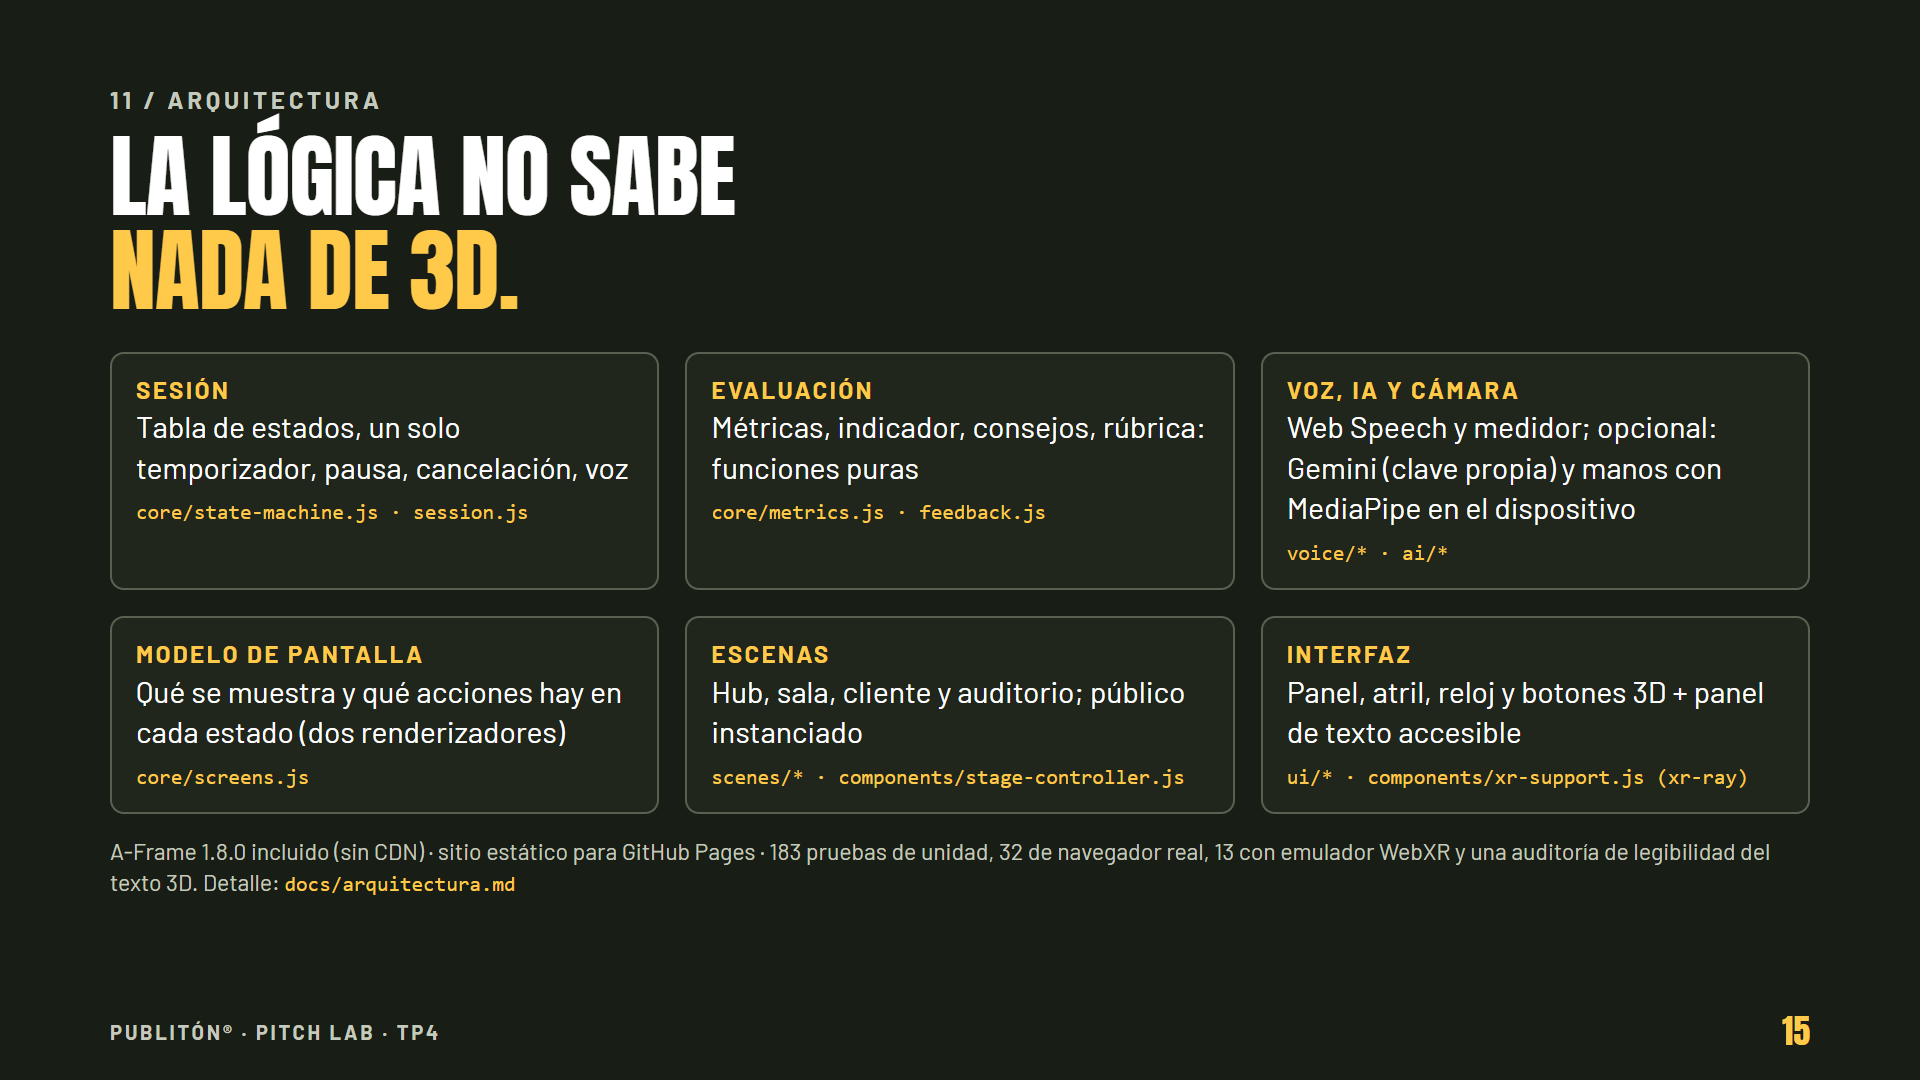 11 / ARQUITECTURA
LA LÓGICA NO SABE
NADA DE 3D.
SESIÓN
Tabla de estados, un solo
temporizador, pausa, cancelación, voz
core/state-machine.js · session.js
EVALUACIÓN
Métricas, indicador, consejos, rúbrica:
funciones puras
core/metrics.js · feedback.js
VOZ, IA Y CÁMARA
Web Speech y medidor; opcional:
Gemini (clave propia) y manos con
MediaPipe en el dispositivo
voice/* · ai/*
MODELO DE PANTALLA
Qué se muestra y qué acciones hay en
cada estado (dos renderizadores)
core/screens.js
ESCENAS
Hub, sala, cliente y auditorio; público
instanciado
scenes/* · components/stage-controller.js
INTERFAZ
Panel, atril, reloj y botones 3D + panel
de texto accesible
ui/* · components/xr-support.js (xr-ray)
A-Frame 1.8.0 incluido (sin CDN) · sitio estático para GitHub Pages · 183 pruebas de unidad, 32 de navegador real, 13 con emulador WebXR y una auditoría de legibilidad del
texto 3D. Detalle: docs/arquitectura.md
PUBLITÓN® · PITCH LAB · TP4
15